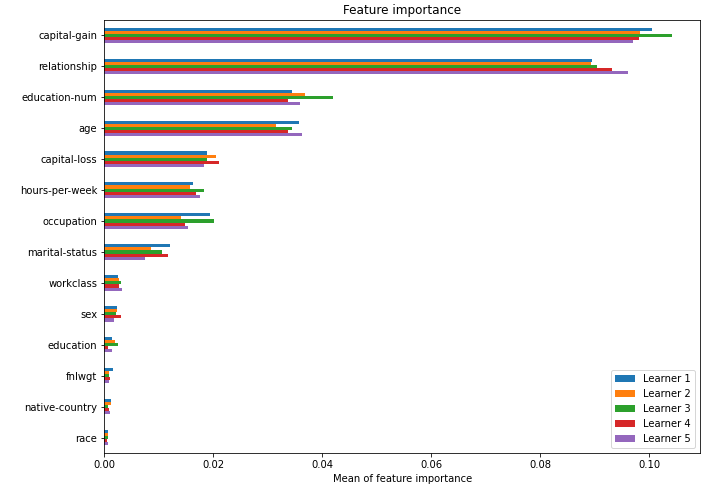 Feature importance
capital-gain
relationship
education-num
age
capital-loss
hours-per-week
occupation
marital-status
workclass
sex
education
fnlwgt
native-country
race
Learner 1
Learner 2
Learner 3
Learner 4
Learner 5
0.00 0.02 0.04 0.06 0.08 0.10
Mean of feature importance